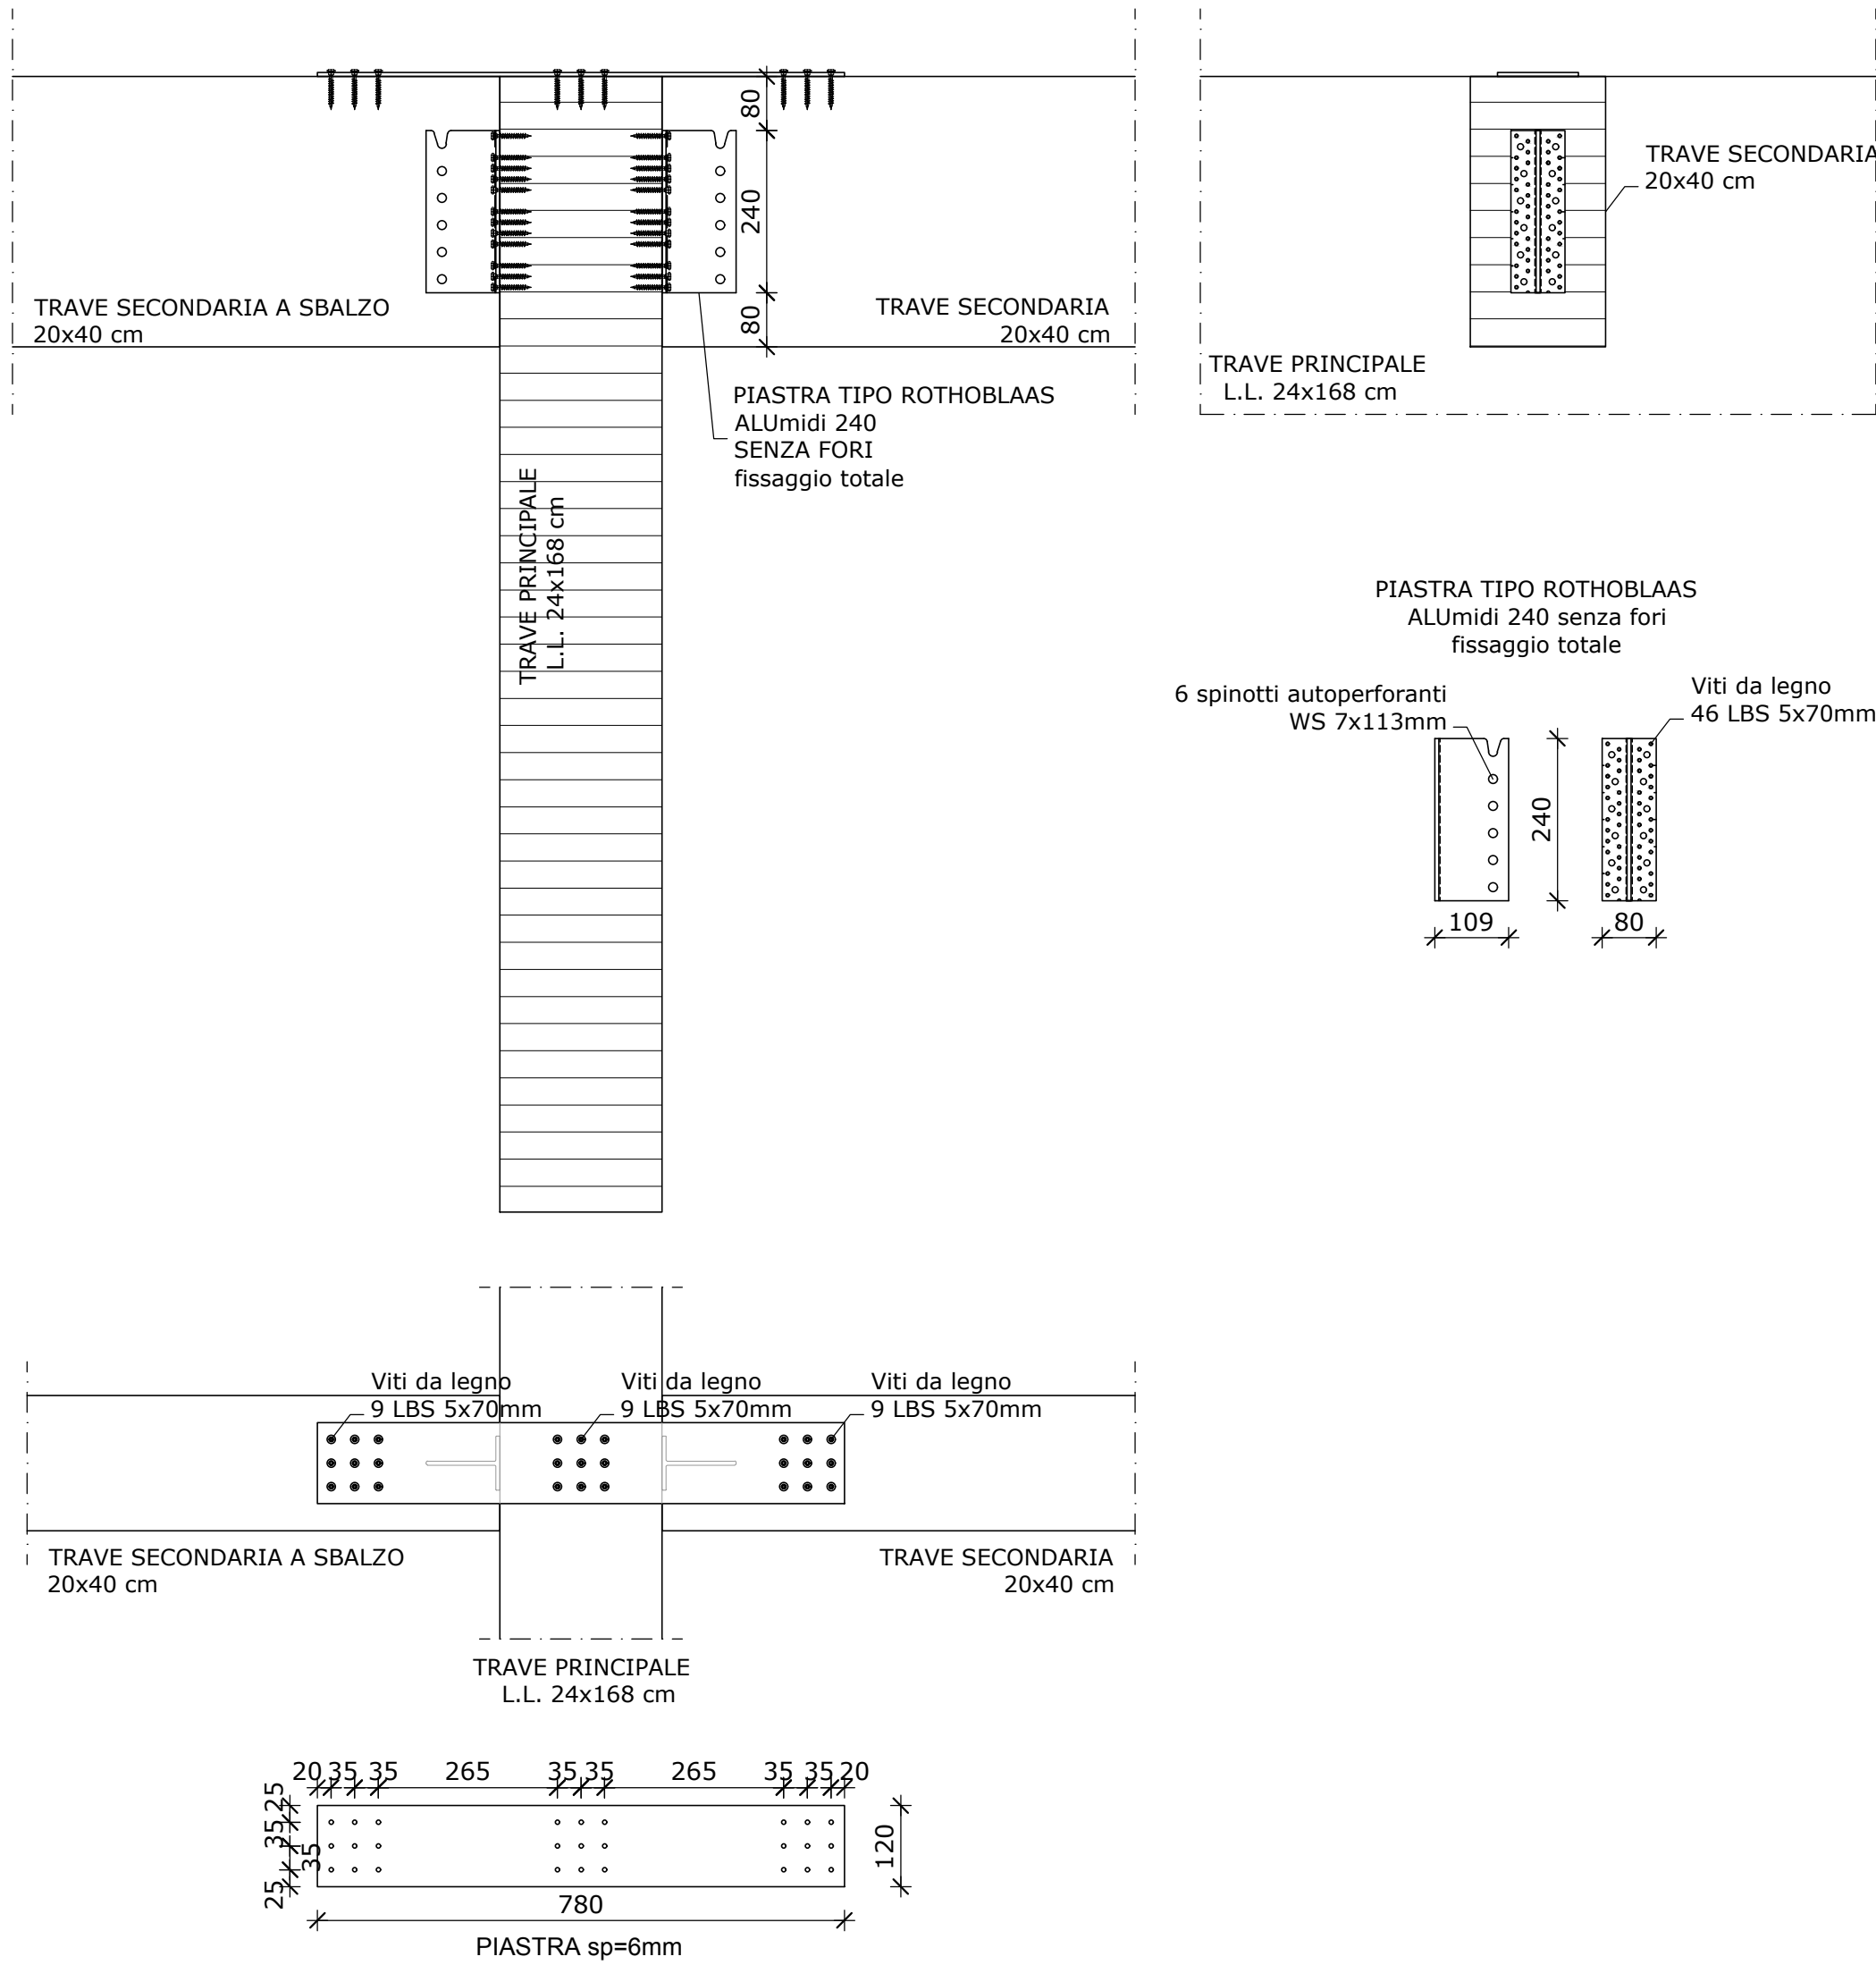 80
240
80
TRAVE SECONDARIA A SBALZO
20x40 cm
TRAVE SECONDARIA
20x40 cm
PIASTRA TIPO ROTHOBLAAS
ALUmidi 240
SENZA FORI
fissaggio totale
TRAVE PRINCIPALE
L.L. 24x168 cm
TRAVE SECONDARIA
20x40 cm
TRAVE PRINCIPALE
L.L. 24x168 cm
PIASTRA TIPO ROTHOBLAAS
ALUmidi 240 senza fori
fissaggio totale
6 spinotti autoperforanti
WS 7x113mm
Viti da legno
46 LBS 5x70mm
240
109
80
Viti da legno
9 LBS 5x70mm
Viti da legno
9 LBS 5x70mm
Viti da legno
9 LBS 5x70mm
TRAVE SECONDARIA A SBALZO
20x40 cm
TRAVE SECONDARIA
20x40 cm
TRAVE PRINCIPALE
L.L. 24x168 cm
20 35 35 265 35 35 265 35 35 20
25
35
35
25
120
780
PIASTRA sp=6mm